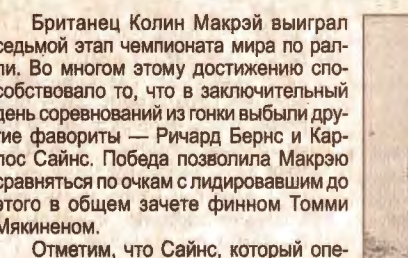 Британец Колин Макрэй выиграл
седьмой этап чемпионата мира по рал-
ли. Во многом этому достижению спо-
собствовало то, что в заключительный
день соревнований из гонки выбыли дру-
гие фавориты — Ричард Бернс и Кар-
лос Сайнс. Победа позволила Макрэю
сравняться по очкам с лидировавшим до
этого в общем зачете финном Томми
Мякиненом.
Отметим, что Сайнс, который опе-